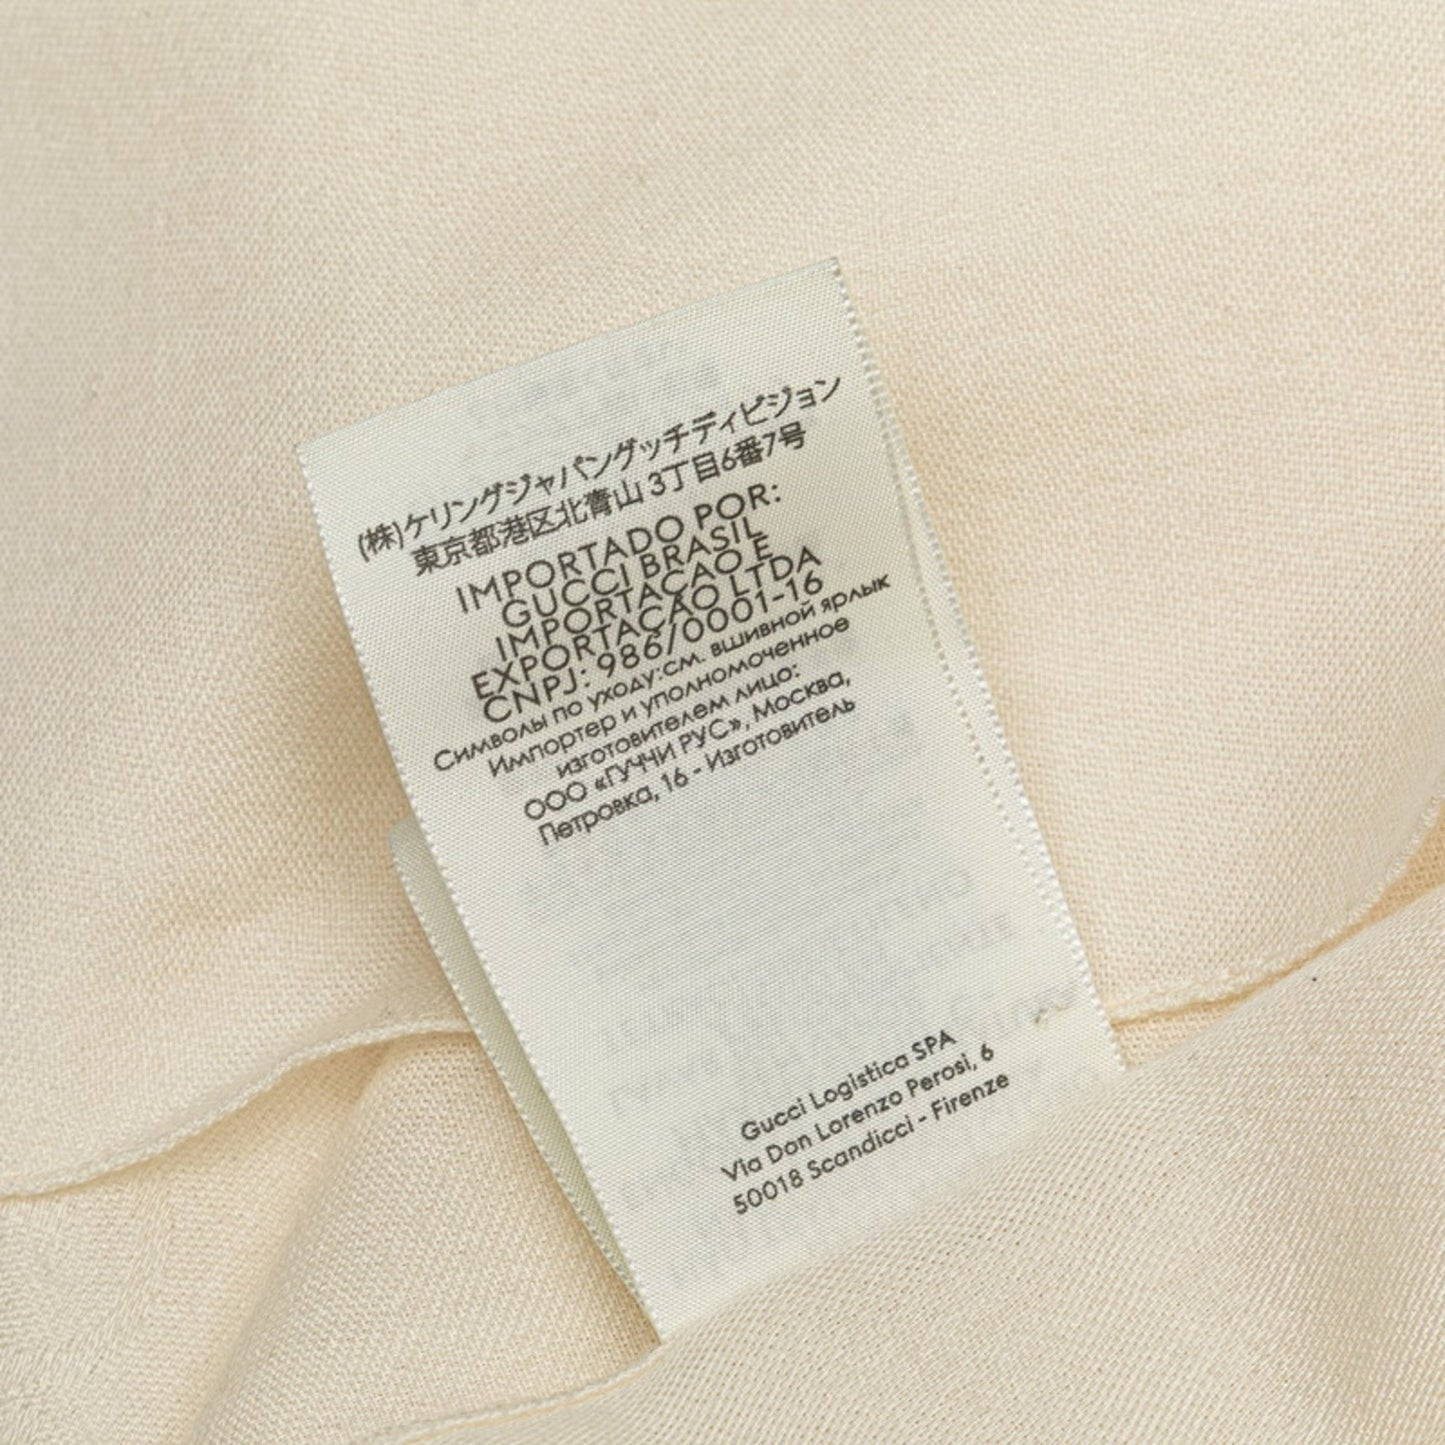 (株)ケリングジャパングッチディビジョン
東京都港区北青山 3丁目6番7号
IMPORTADO POR:
GUCCI BRASIL
IMPORTAÇAO E
EXPORTAÇÃO LTDA
CNPJ: 986/0001-16
Символы по уходу:см. вшивной ярлык
Импортер и уполномоченное
изготовителем лицо:
ООО «ГУЧЧИ РУС», Москва,
Петровка, 16 - Изготовитель
Gucci Logistica SPA
Via Don Lorenzo Perosi, 6
50018 Scandicci - Firenze